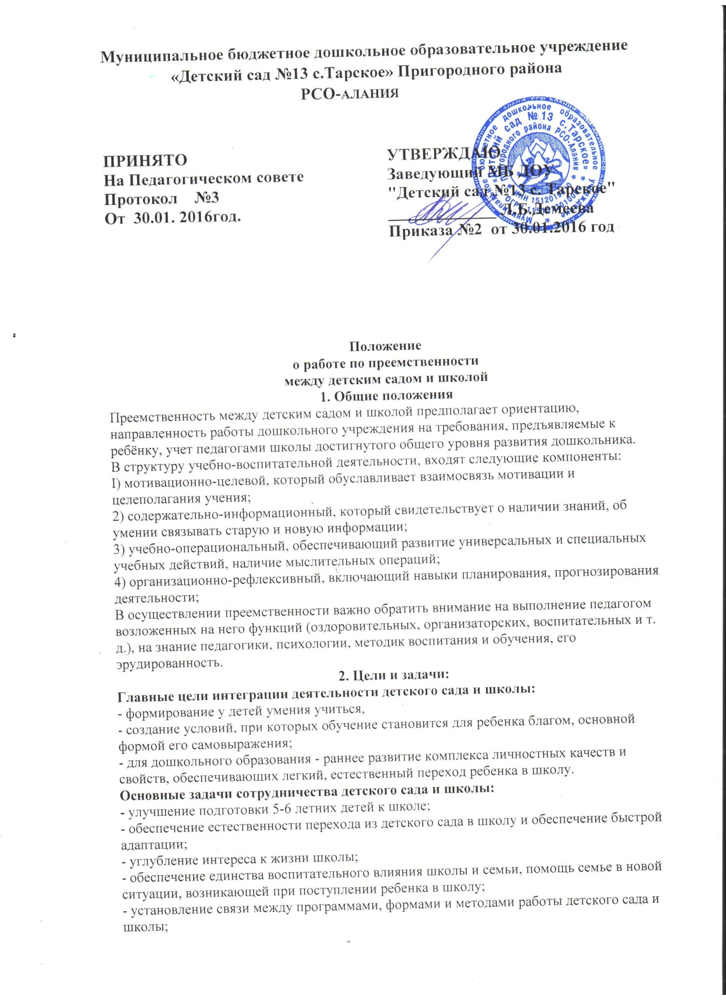 Муниципальное бюджетное дошкольное образовательное учреждение
«Детский сад №13 с.Тарское» Пригородного района
РСО-АЛАНИЯ
ПРИНЯТО
На Педагогическом совете
Протокол №3
От 30.01. 2016год.
УТВЕРЖДАЮ
Заведующий МБ ДОУ
"Детский сад №13 с. Тарское"
______________ Л.Б.Демеева
Приказа №2 от 30.01.2016 год
дошкольное образовательное учреждение
«Детский сад №13 с.Тарское»
Пригородного района РСО-Алания
Положение
о работе по преемственности
между детским садом и школой
1. Общие положения
Преемственность между детским садом и школой предполагает ориентацию,
направленность работы дошкольного учреждения на требования, предъявляемые к
ребёнку, учет педагогами школы достигнутого общего уровня развития дошкольника.
В структуру учебно-воспитательной деятельности, входят следующие компоненты:
I) мотивационно-целевой, который обуславливает взаимосвязь мотивации и
целеполагания учения;
2) содержательно-информационный, который свидетельствует о наличии знаний, об
умении связывать старую и новую информации;
3) учебно-операциональный, обеспечивающий развитие универсальных и специальных
учебных действий, наличие мыслительных операций;
4) организационно-рефлексивный, включающий навыки планирования, прогнозирования
деятельности;
В осуществлении преемственности важно обратить внимание на выполнение педагогом
возложенных на него функций (оздоровительных, организаторских, воспитательных и т.
д.), на знание педагогики, психологии, методик воспитания и обучения, его
эрудированность.
2. Цели и задачи:
Главные цели интеграции деятельности детского сада и школы:
- формирование у детей умения учиться,
- создание условий, при которых обучение становится для ребенка благом, основной
формой его самовыражения;
- для дошкольного образования - раннее развитие комплекса личностных качеств и
свойств, обеспечивающих легкий, естественный переход ребенка в школу.
Основные задачи сотрудничества детского сада и школы:
- улучшение подготовки 5-6 летних детей к школе;
- обеспечение естественности перехода из детского сада в школу и обеспечение быстрой
адаптации;
- углубление интереса к жизни школы;
- обеспечение единства воспитательного влияния школы и семьи, помощь семье в новой
ситуации, возникающей при поступлении ребенка в школу;
- установление связи между программами, формами и методами работы детского сада и
школы;